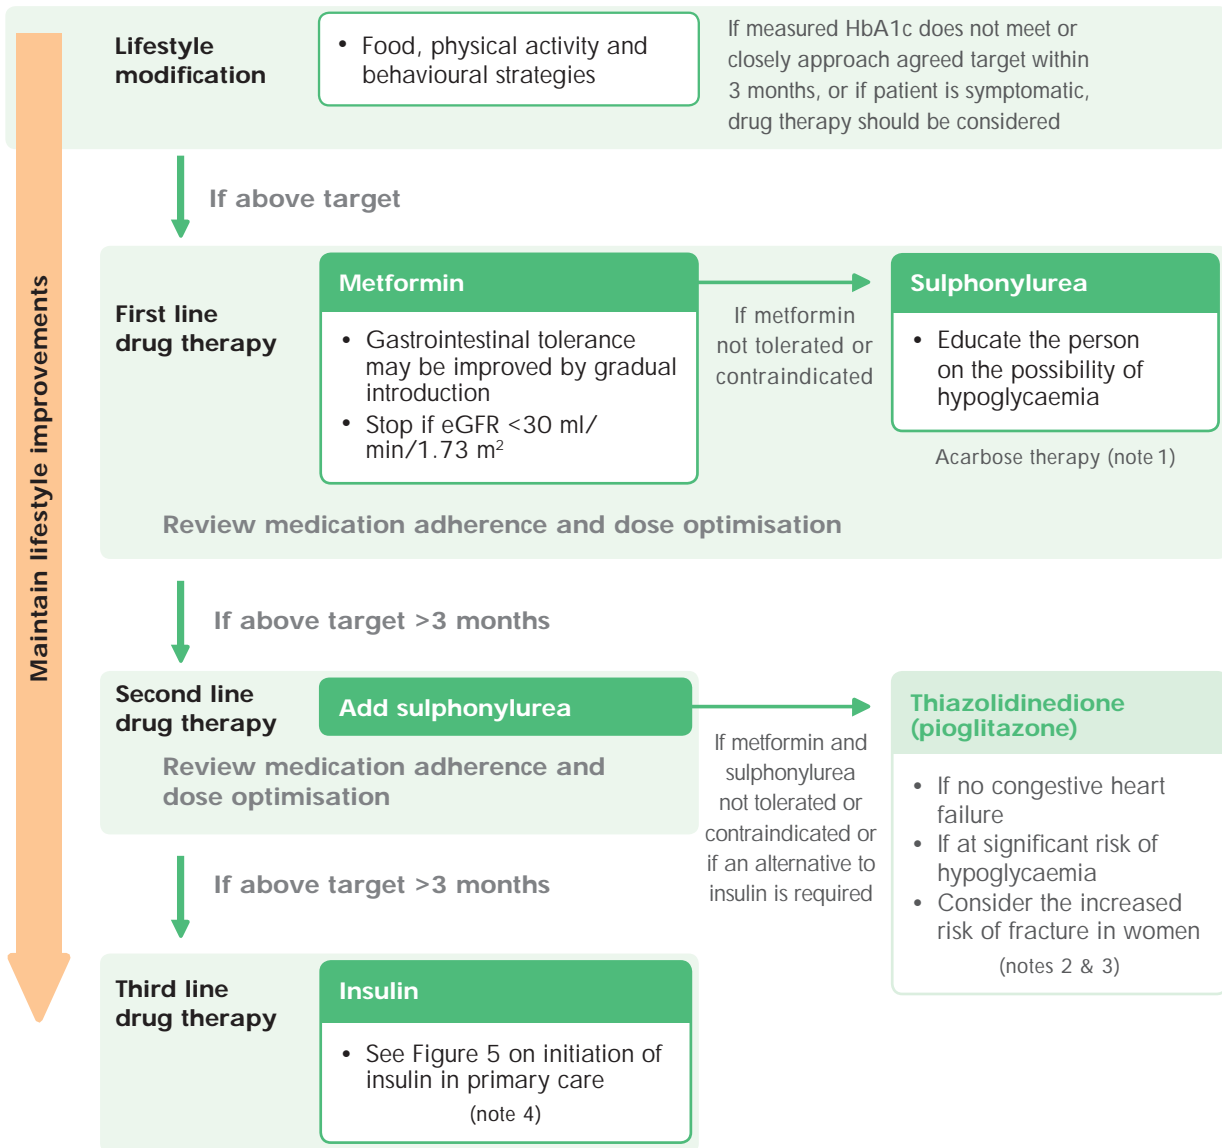 Maintain lifestyle improvements
Lifestyle
modification
• Food, physical activity and
behavioural strategies
If measured HbA1c does not meet or
closely approach agreed target within
3 months, or if patient is symptomatic,
drug therapy should be considered
If above target
First line
drug therapy
Metformin
• Gastrointestinal tolerance
may be improved by gradual
introduction
• Stop if eGFR <30 ml/
min/1.73 m²
If metformin
not tolerated or
contraindicated
Sulphonylurea
• Educate the person
on the possibility of
hypoglycaemia
Acarbose therapy (note 1)
Review medication adherence and dose optimisation
If above target >3 months
Second line
drug therapy
Add sulphonylurea
Review medication adherence and
dose optimisation
If metformin and
sulphonylurea
not tolerated or
contraindicated or
if an alternative to
insulin is required
Thiazolidinedione
(pioglitazone)
• If no congestive heart
failure
• If at significant risk of
hypoglycaemia
• Consider the increased
risk of fracture in women
(notes 2 & 3)
If above target >3 months
Third line
drug therapy
Insulin
• See Figure 5 on initiation of
insulin in primary care
(note 4)